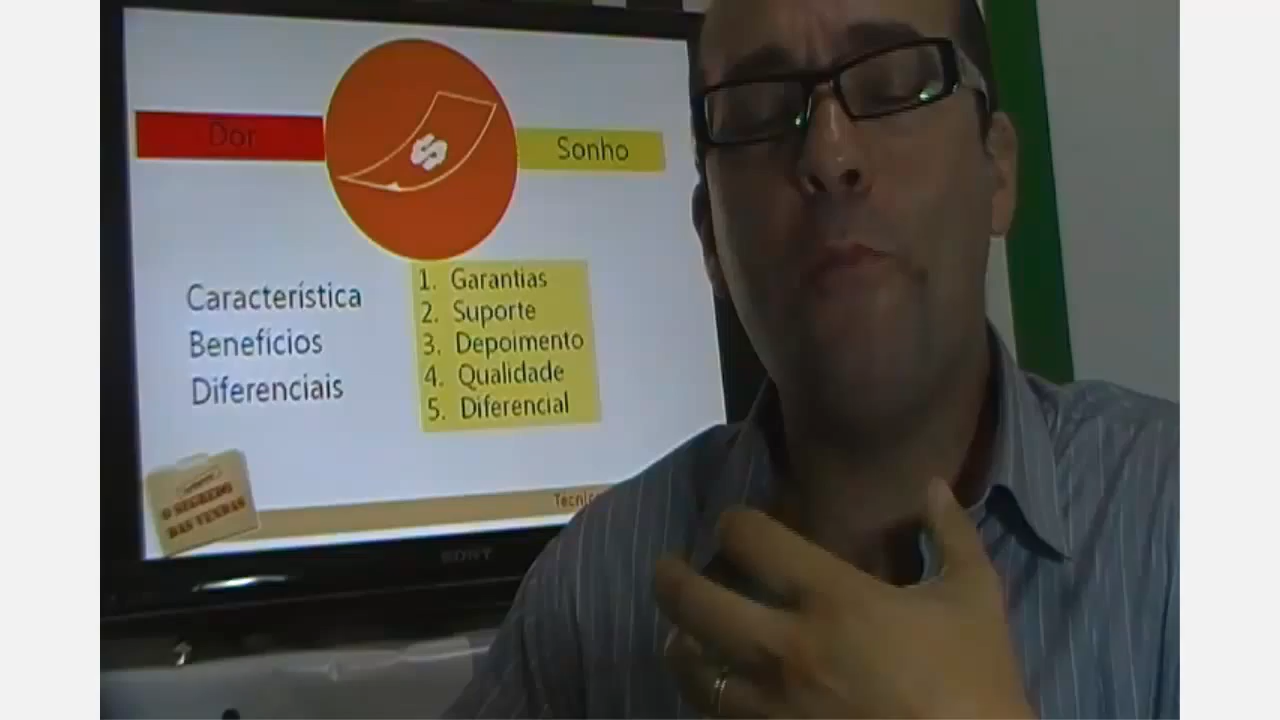 Dor
Sonho
$
Característica
Benefícios
Diferenciais
1. Garantias
2. Suporte
3. Depoimento
4. Qualidade
5. Diferencial
O SEGREDO
DAS VENDAS
SONY